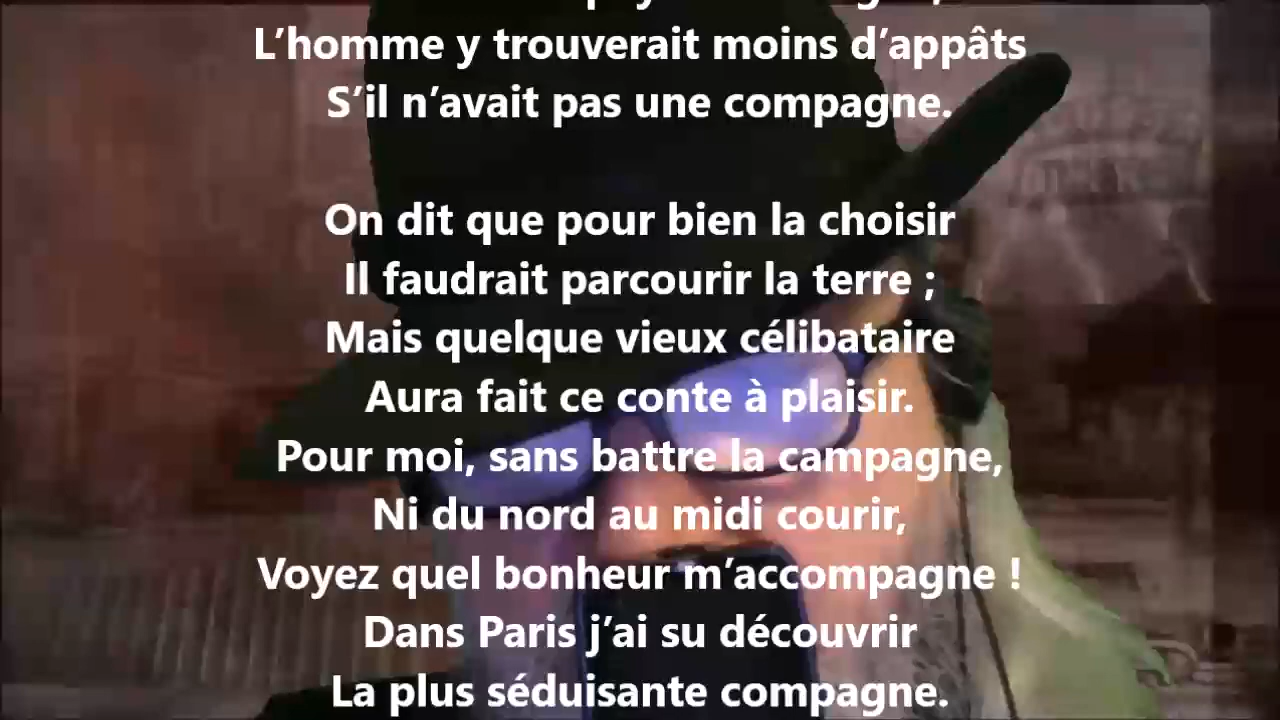 L’homme y trouverait moins d’appâts
S’il n’avait pas une compagne.
On dit que pour bien la choisir
Il faudrait parcourir la terre ;
Mais quelque vieux célibataire
Aura fait ce conte à plaisir.
Pour moi, sans battre la campagne,
Ni du nord au midi courir,
Voyez quel bonheur m’accompagne !
Dans Paris j’ai su découvrir
La plus séduisante compagne.